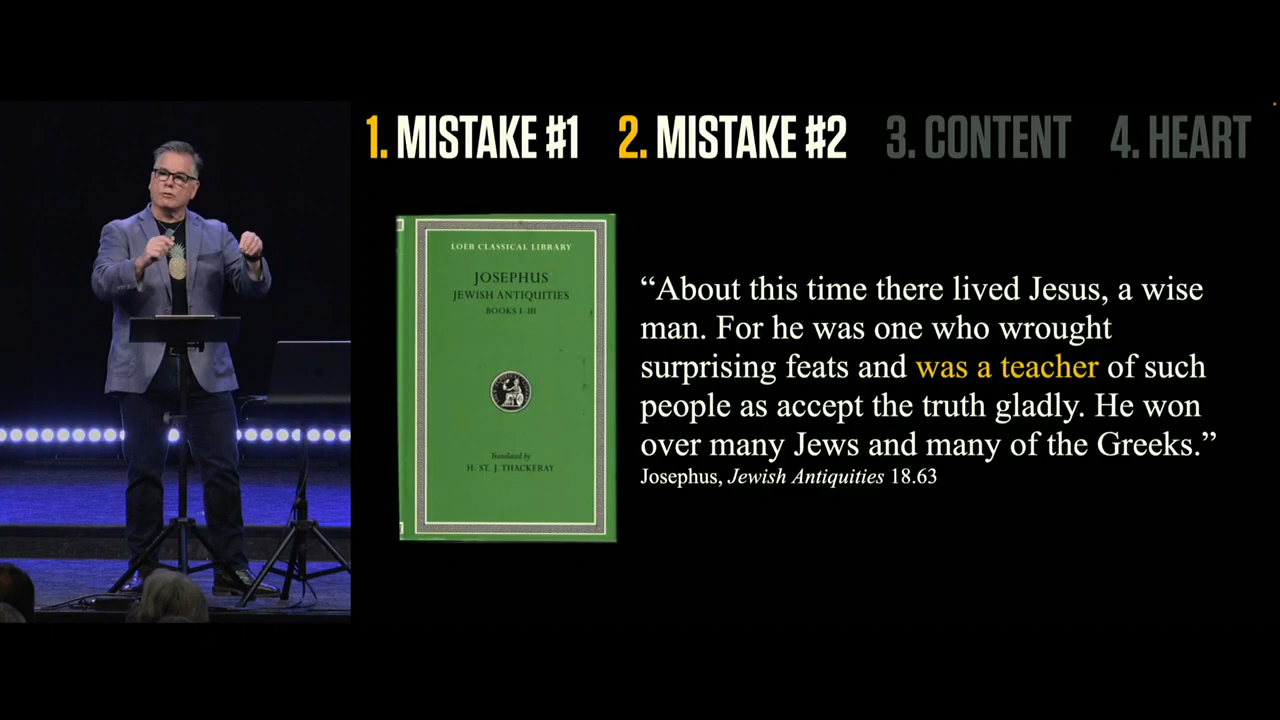 1. MISTAKE #1 2. MISTAKE #2 3. CONTENT 4. HEART
LOEB CLASSICAL LIBRARY
JOSEPHUS
JEWISH ANTIQUITIES
BOOKS I–III
Translated by
H. ST. J. THACKERAY
“About this time there lived Jesus, a wise
man. For he was one who wrought
surprising feats and was a teacher of such
people as accept the truth gladly. He won
over many Jews and many of the Greeks.”
Josephus, Jewish Antiquities 18.63